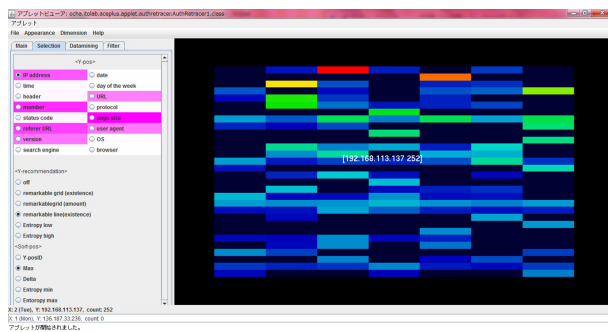 アプレットビューア: ocha.itolab.aceplus.applet.authretracer.AuthRetracer1.class
アプレット
File Appearance Dimension Help
Main Selection Datamining Filter
<Y-pos>
IP address date
time day of the week
header URL
member protocol
status code page size
referer URL user agent
version OS
search engine browser
<Y-recommendation>
off
remarkable grid (existence)
remarkablegrid (amount)
remarkable line(existence)
Entropy low
Entropy high
<Sort-pos>
Y-posID
Max
Delta
Entropy min
Entoropy max
[192.168.113.137 252]
X: 2 (Tue), Y: 192.168.113.137, count: 252
X: 1 (Mon), Y: 136.187.33.236, count: 0
アプレットが開始されました。